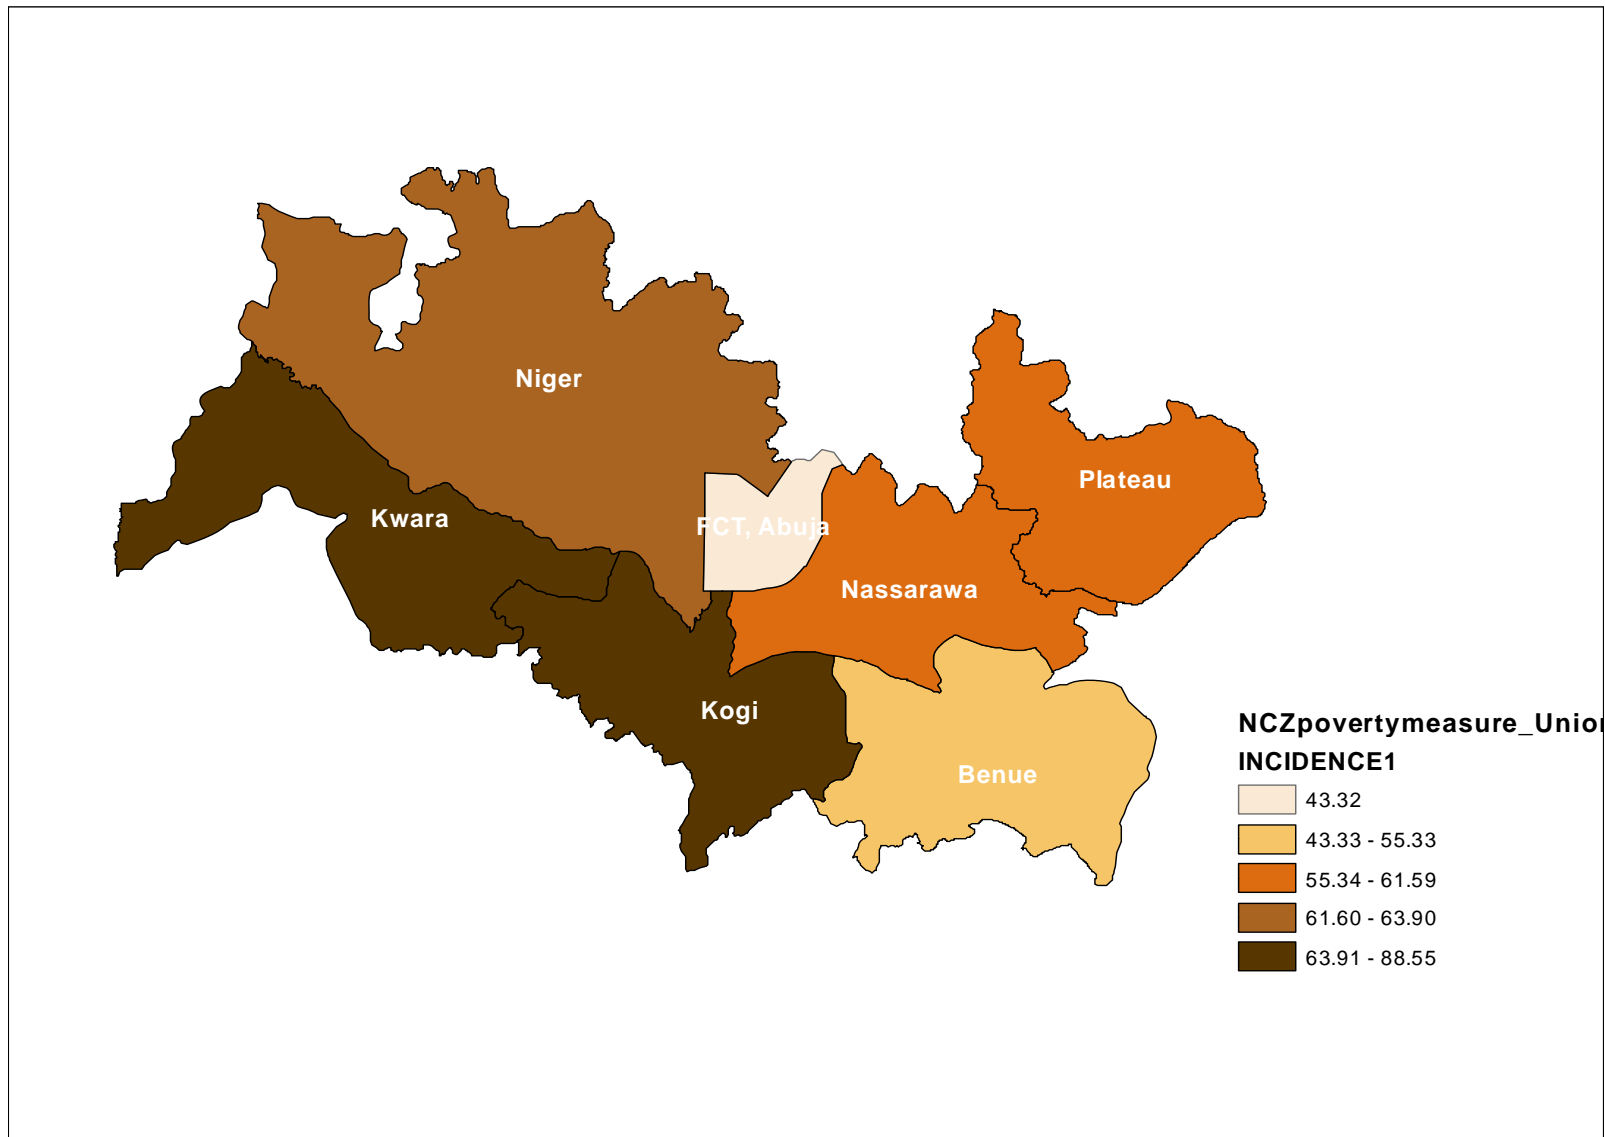 Niger
Plateau
Kwara
FCT, Abuja
Nassarawa
Kogi
Benue
NCZpovertymeasure_Union
INCIDENCE1
43.32
43.33 - 55.33
55.34 - 61.59
61.60 - 63.90
63.91 - 88.55